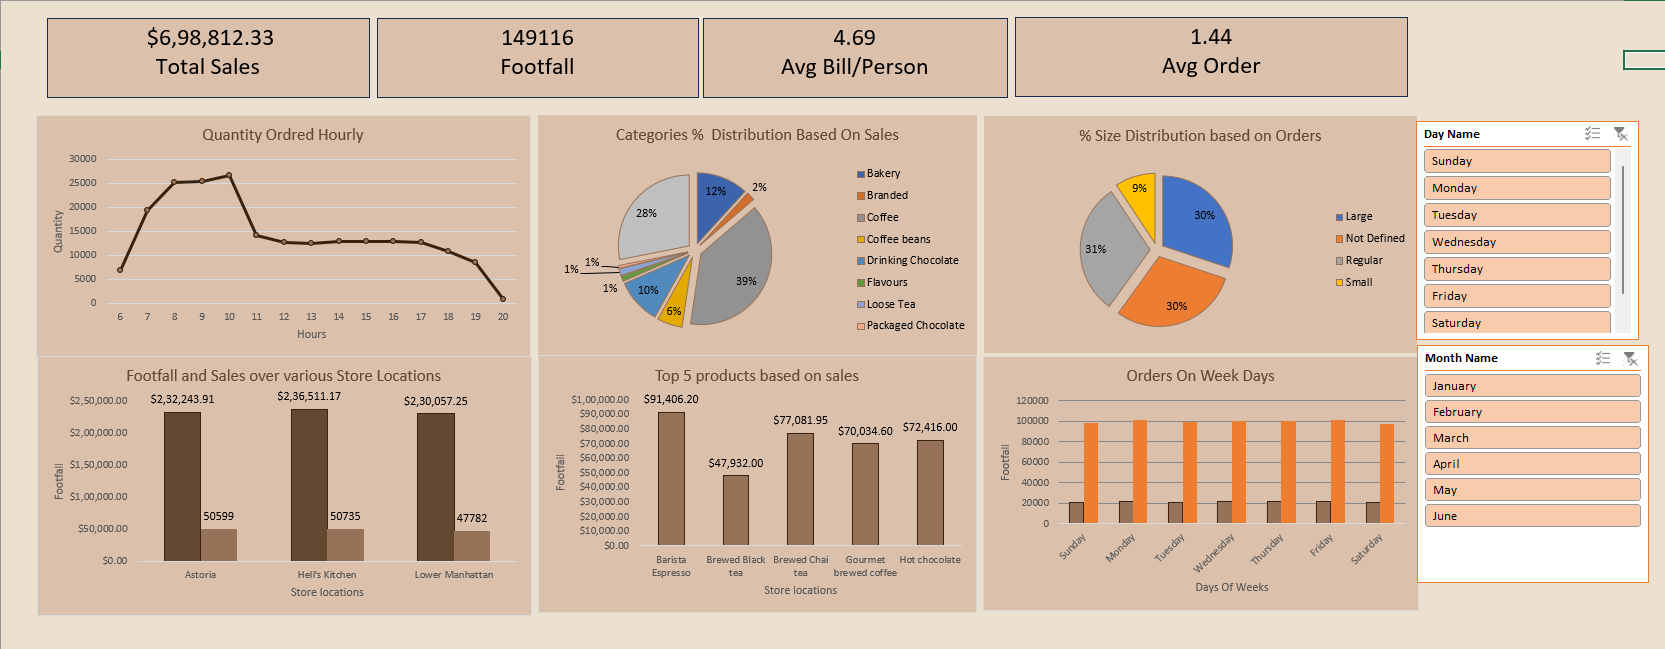 $6,98,812.33
Total Sales
149116
Footfall
4.69
Avg Bill/Person
1.44
Avg Order
Quantity Ordred Hourly
30000
25000
20000
15000
10000
5000
0
Quantity
6 7 8 9 10 11 12 13 14 15 16 17 18 19 20
Hours
Categories % Distribution Based On Sales
12%
2%
39%
6%
10%
1%
1%
1%
28%
Bakery
Branded
Coffee
Coffee beans
Drinking Chocolate
Flavours
Loose Tea
Packaged Chocolate
% Size Distribution based on Orders
30%
30%
31%
9%
Large
Not Defined
Regular
Small
Day Name
Sunday
Monday
Tuesday
Wednesday
Thursday
Friday
Saturday
Month Name
January
February
March
April
May
June
Footfall and Sales over various Store Locations
$2,50,000.00
$2,00,000.00
$1,50,000.00
$1,00,000.00
$50,000.00
$0.00
Footfall
$2,32,243.91
50599
$2,36,511.17
50735
$2,30,057.25
47782
Astoria
Hell's Kitchen
Lower Manhattan
Store locations
Top 5 products based on sales
$1,00,000.00
$90,000.00
$80,000.00
$70,000.00
$60,000.00
$50,000.00
$40,000.00
$30,000.00
$20,000.00
$10,000.00
$0.00
Footfall
$91,406.20
$47,932.00
$77,081.95
$70,034.60
$72,416.00
Barista
Espresso
Brewed Black
tea
Brewed Chai
tea
Gourmet
brewed coffee
Hot chocolate
Store locations
Orders On Week Days
120000
100000
80000
60000
40000
20000
0
Footfall
Sunday
Monday
Tuesday
Wednesday
Thursday
Friday
Saturday
Days Of Weeks